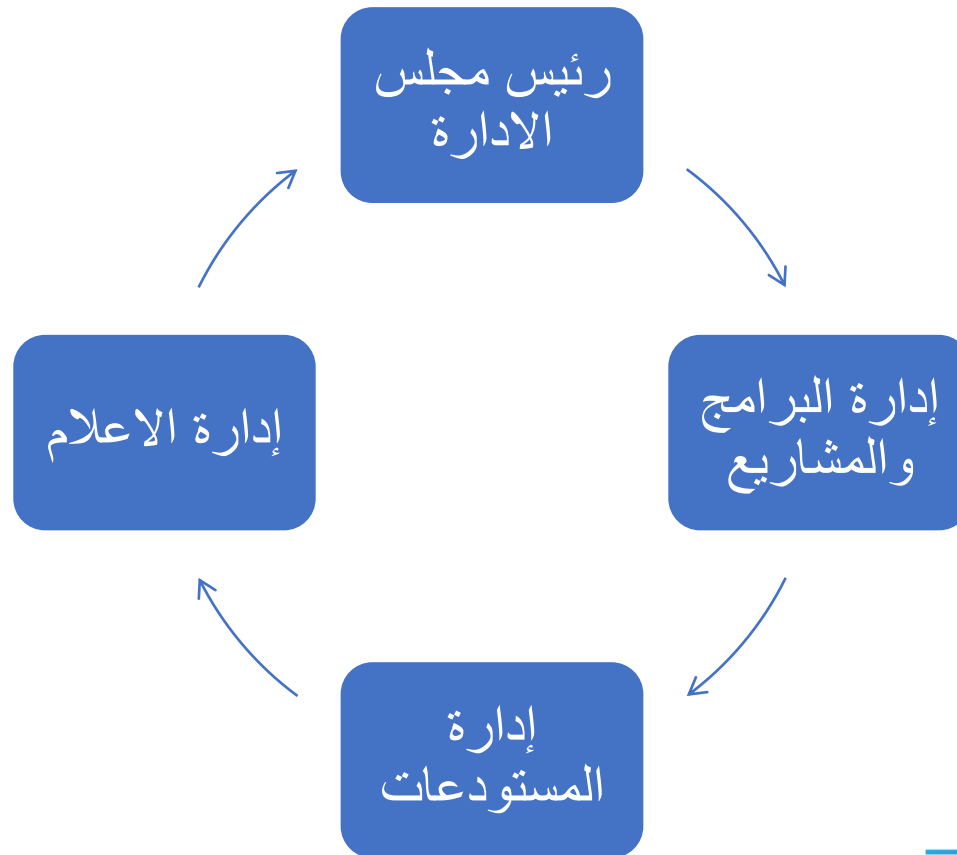 رئيس مجلس
الادارة
إدارة البرامج
والمشاريع
إدارة
المستودعات
إدارة الاعلام